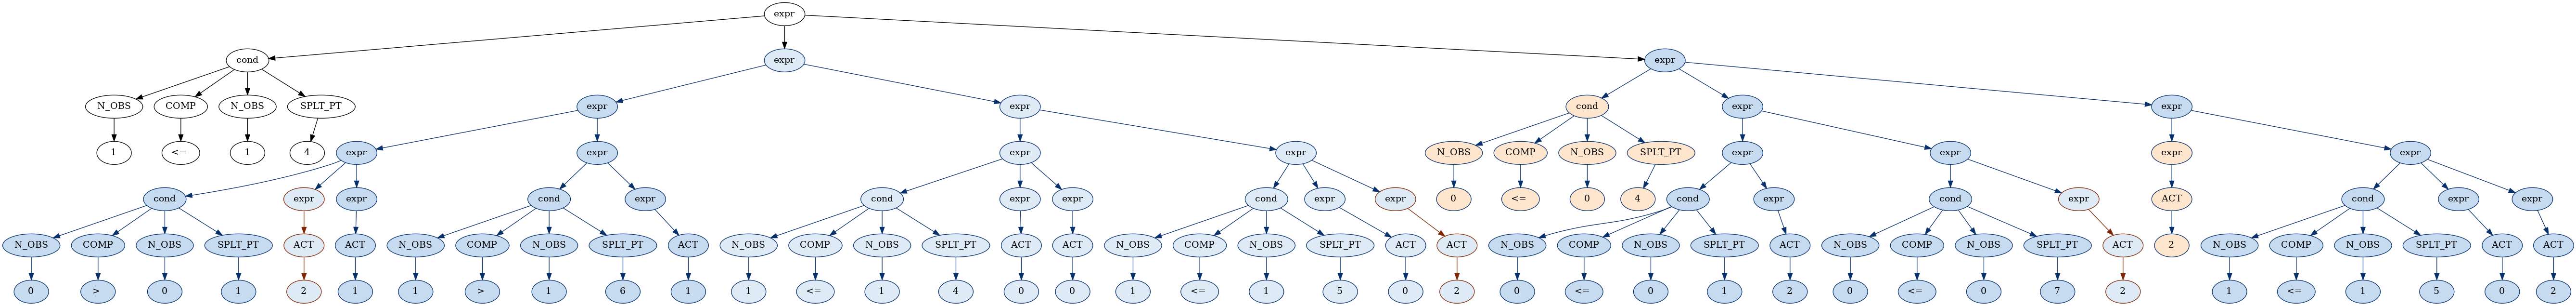 expr
cond expr expr
N_OBS COMP N_OBS SPLT_PT expr expr cond expr expr
1 <= 1 4 expr expr expr expr N_OBS COMP N_OBS SPLT_PT expr expr expr expr
cond expr expr cond expr cond expr expr cond expr expr 0 <= 0 4 cond expr cond expr ACT cond expr expr
N_OBS COMP N_OBS SPLT_PT ACT ACT N_OBS COMP N_OBS SPLT_PT ACT N_OBS COMP N_OBS SPLT_PT ACT ACT N_OBS COMP N_OBS SPLT_PT ACT ACT N_OBS COMP N_OBS SPLT_PT ACT N_OBS COMP N_OBS SPLT_PT ACT 2 N_OBS COMP N_OBS SPLT_PT ACT ACT
0 > 0 1 2 1 1 > 1 6 1 1 <= 1 4 0 0 1 <= 1 5 0 2 0 <= 0 1 2 0 <= 0 7 2 1 <= 1 5 0 2